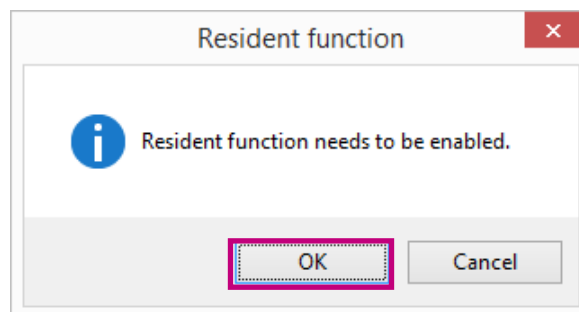 Resident function
Resident function needs to be enabled.
OK
Cancel